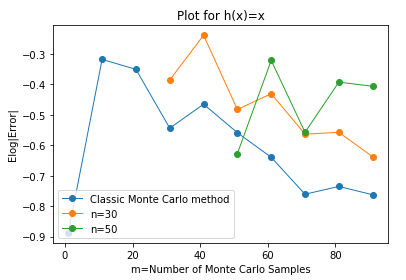 Plot for h(x)=x
Elog|Error|
−0.3
−0.4
−0.5
−0.6
−0.7
−0.8
−0.9
Classic Monte Carlo method
n=30
n=50
0 20 40 60 80
m=Number of Monte Carlo Samples